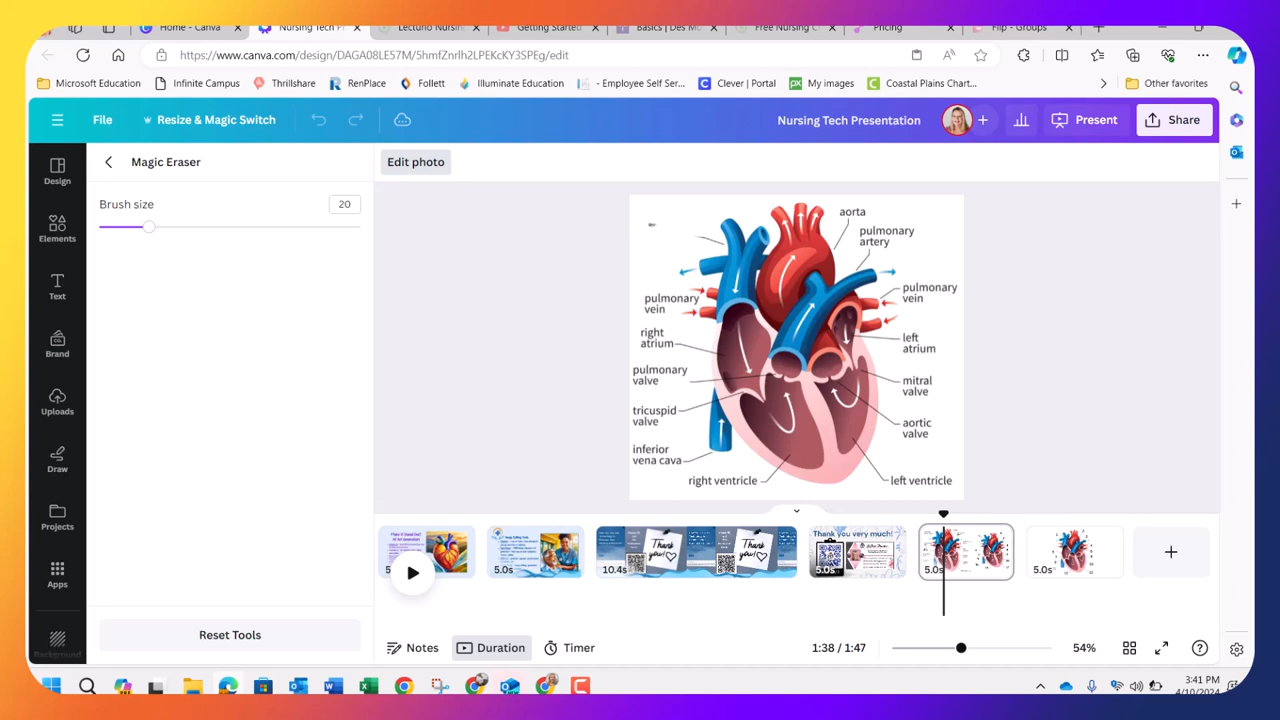 Home - Canva
Nursing Tech P
Lecturio Nursin
Getting Started
Basics | Des Mo
Free Nursing C
Pricing
Flip - Groups
https://www.canva.com/design/DAGA08LE57M/5hmfZnrlh2LPEKcKY3SPEg/edit
Microsoft Education
Infinite Campus
Thrillshare
RenPlace
Follett
Illuminate Education
- Employee Self Ser...
Clever | Portal
My images
Coastal Plains Chart...
Other favorites
File
Resize & Magic Switch
Nursing Tech Presentation
Present
Share
Design
Elements
Text
Brand
Uploads
Draw
Projects
Apps
Background
Magic Eraser
Brush size
20
Reset Tools
Edit photo
aorta
pulmonary
artery
pulmonary
vein
pulmonary
vein
right
atrium
left
atrium
pulmonary
valve
mitral
valve
tricuspid
valve
aortic
valve
inferior
vena cava
right ventricle
left ventricle
5.0s
Thank
you!
Thank
you!
10.4s
Thank you very much!
5.0s
5.0s
5.0s
Notes
Duration
Timer
1:38 / 1:47
54%
3:41 PM
4/10/2024